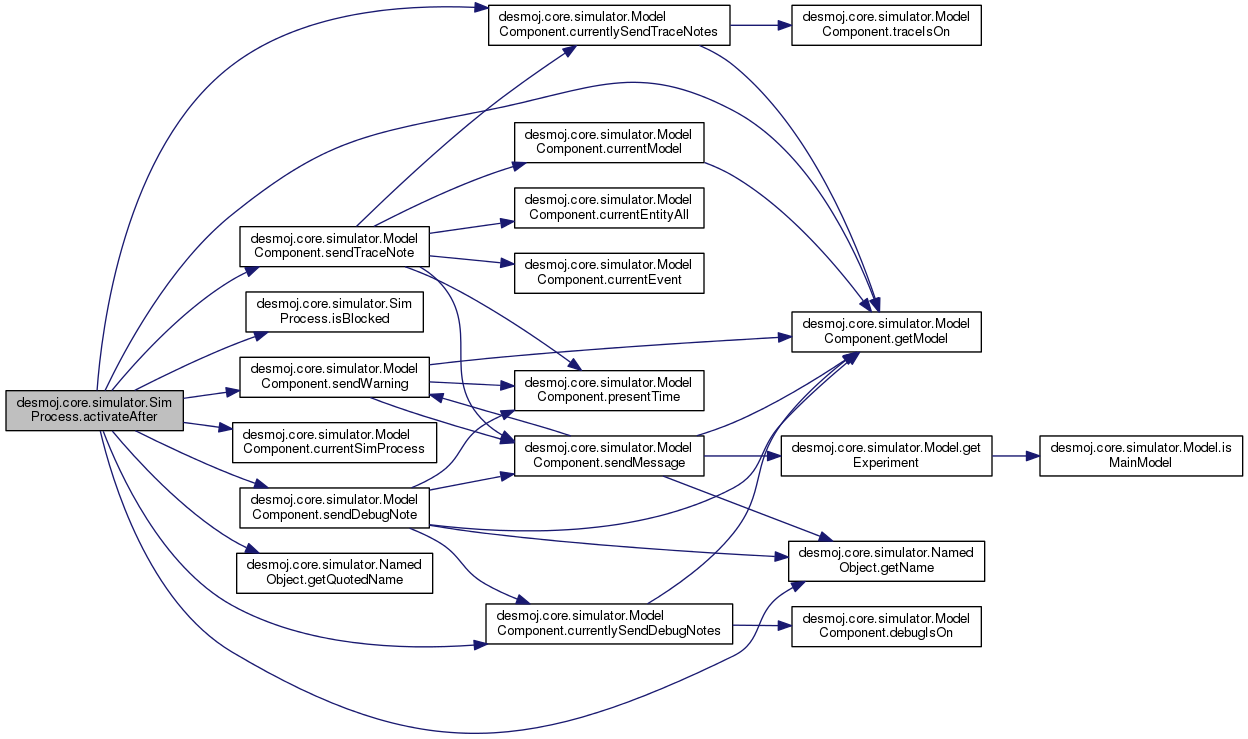 desmoj.core.simulator.Model
Component.currentlySendTraceNotes
desmoj.core.simulator.Model
Component.traceIsOn
desmoj.core.simulator.Model
Component.currentModel
desmoj.core.simulator.Model
Component.currentEntityAll
desmoj.core.simulator.Model
Component.sendTraceNote
desmoj.core.simulator.Model
Component.currentEvent
desmoj.core.simulator.Sim
Process.isBlocked
desmoj.core.simulator.Model
Component.getModel
desmoj.core.simulator.Model
Component.sendWarning
desmoj.core.simulator.Model
Component.presentTime
desmoj.core.simulator.Sim
Process.activateAfter
desmoj.core.simulator.Model
Component.currentSimProcess
desmoj.core.simulator.Model
Component.sendMessage
desmoj.core.simulator.Model.get
Experiment
desmoj.core.simulator.Model.is
MainModel
desmoj.core.simulator.Model
Component.sendDebugNote
desmoj.core.simulator.Named
Object.getQuotedName
desmoj.core.simulator.Named
Object.getName
desmoj.core.simulator.Model
Component.currentlySendDebugNotes
desmoj.core.simulator.Model
Component.debugIsOn